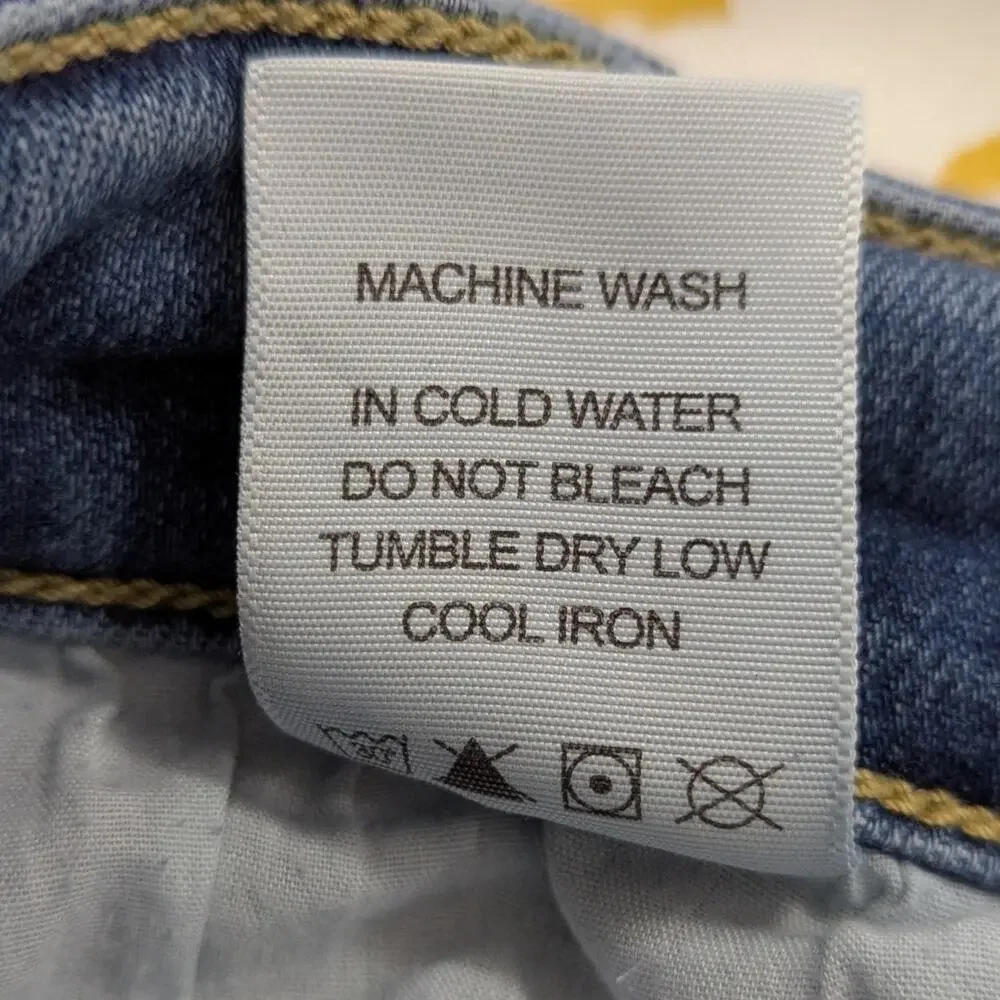 MACHINE WASH
IN COLD WATER
DO NOT BLEACH
TUMBLE DRY LOW
COOL IRON